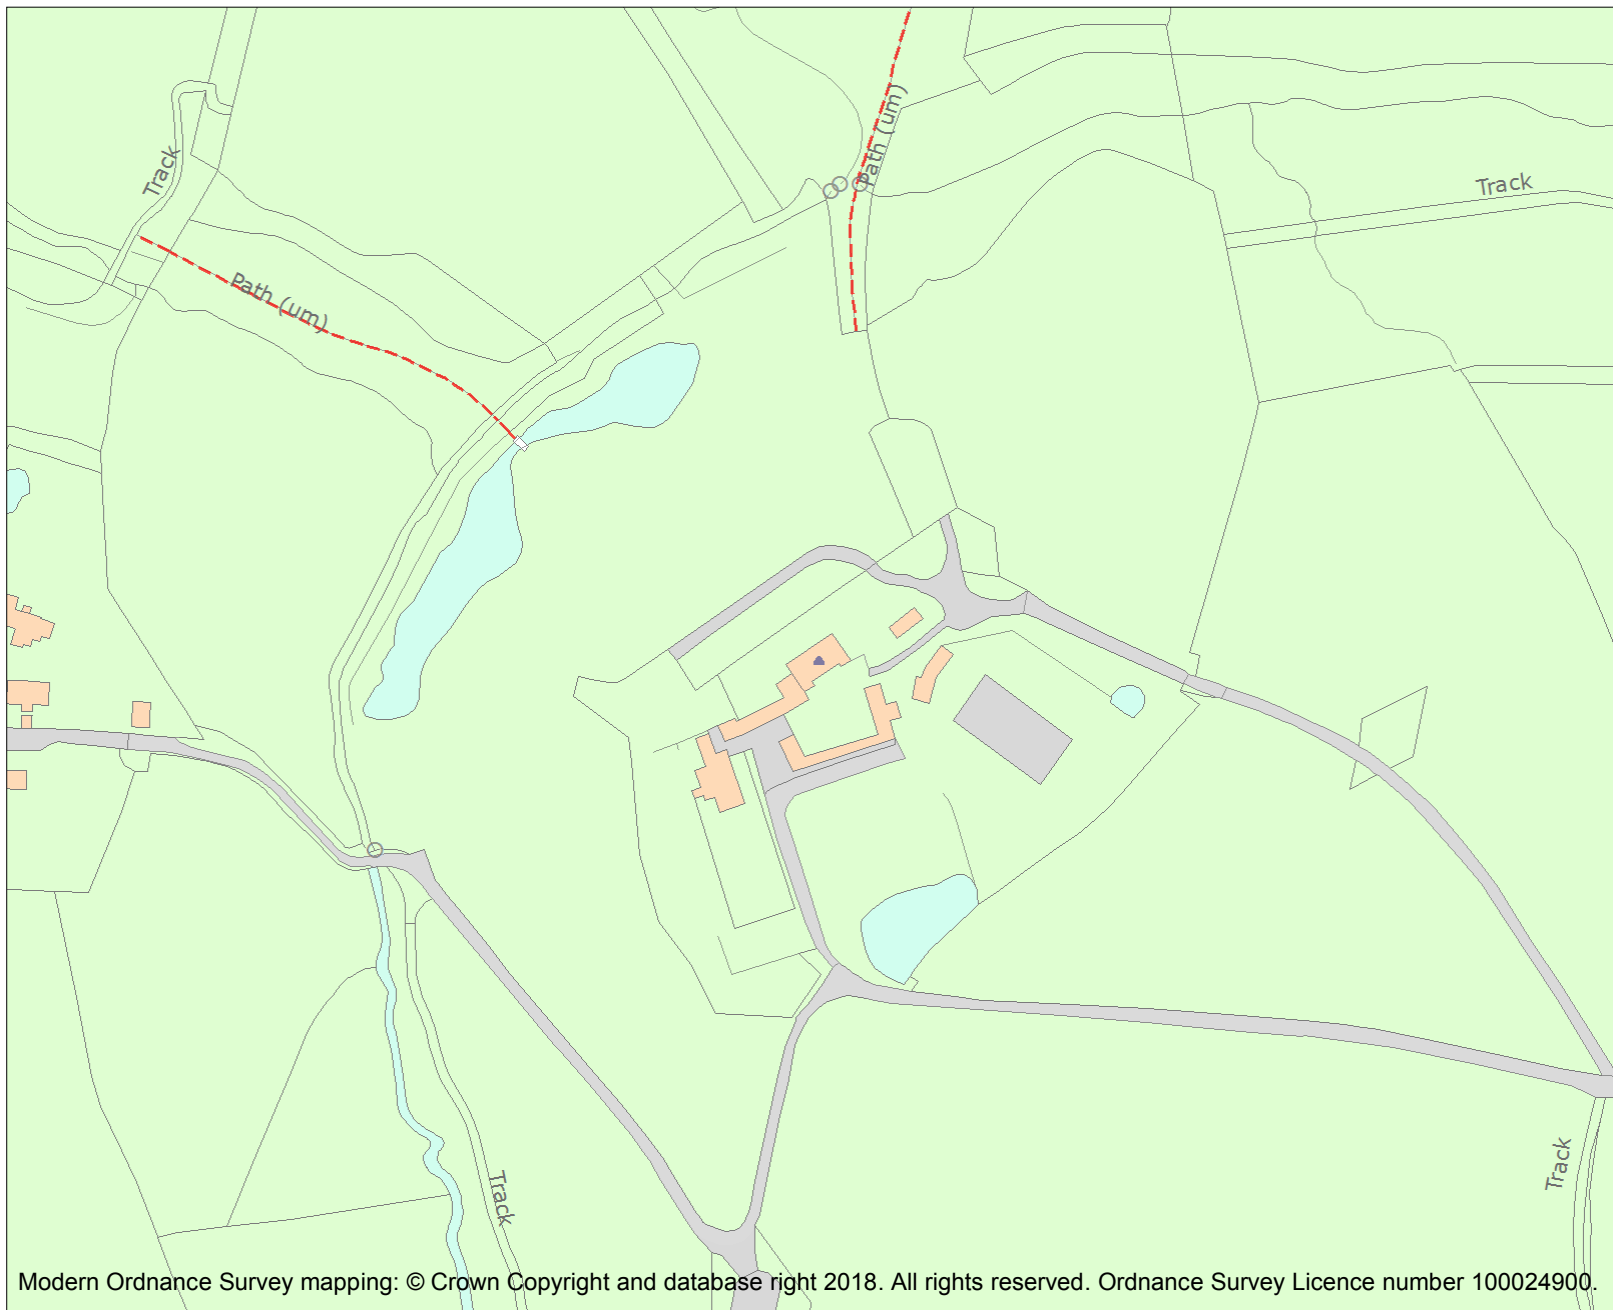 Path (um)
Track
Track
Path (um)
Track
Track
Modern Ordnance Survey mapping: © Crown Copyright and database right 2018. All rights reserved. Ordnance Survey Licence number 100024900.